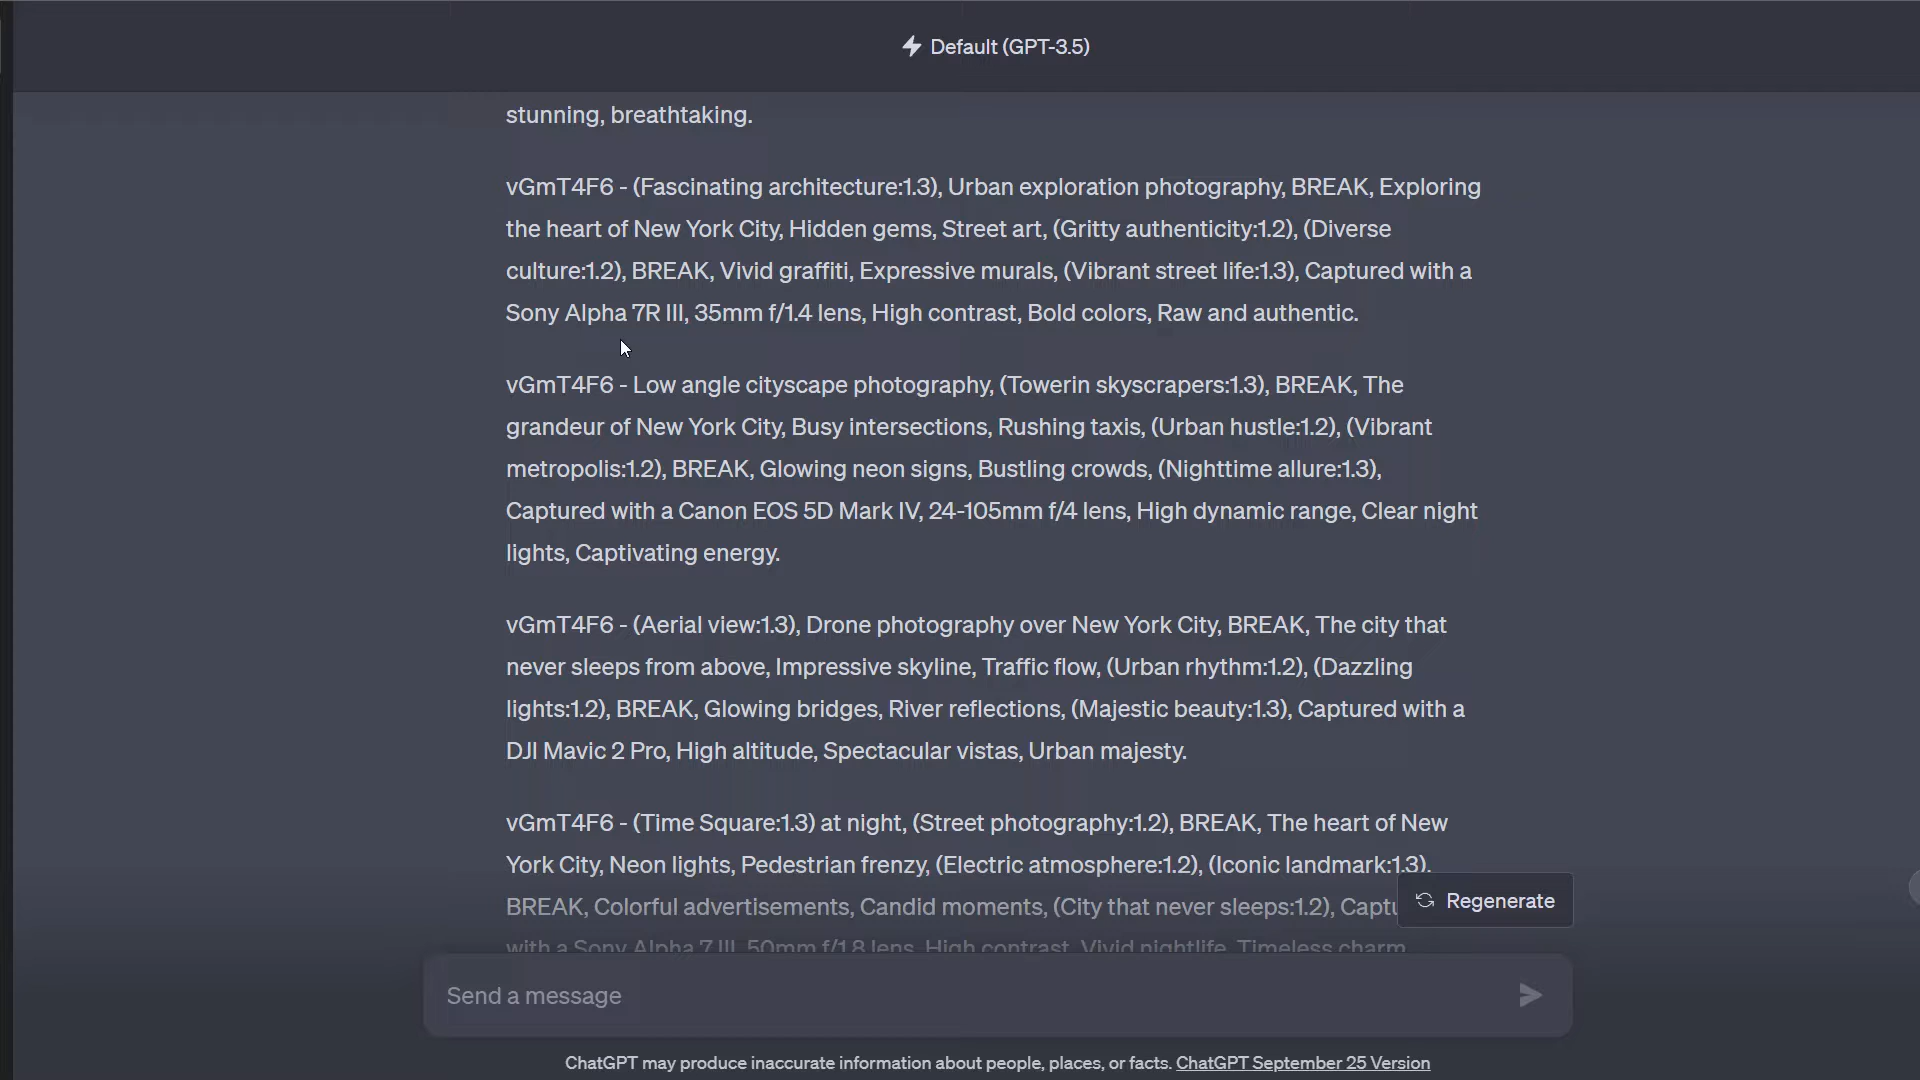 Default (GPT-3.5)
stunning, breathtaking.
vGmT4F6 - (Fascinating architecture:1.3), Urban exploration photography, BREAK, Exploring
the heart of New York City, Hidden gems, Street art, (Gritty authenticity:1.2), (Diverse
culture:1.2), BREAK, Vivid graffiti, Expressive murals, (Vibrant street life:1.3), Captured with a
Sony Alpha 7R III, 35mm f/1.4 lens, High contrast, Bold colors, Raw and authentic.
vGmT4F6 - Low angle cityscape photography, (Towerin skyscrapers:1.3), BREAK, The
grandeur of New York City, Busy intersections, Rushing taxis, (Urban hustle:1.2), (Vibrant
metropolis:1.2), BREAK, Glowing neon signs, Bustling crowds, (Nighttime allure:1.3),
Captured with a Canon EOS 5D Mark IV, 24-105mm f/4 lens, High dynamic range, Clear night
lights, Captivating energy.
vGmT4F6 - (Aerial view:1.3), Drone photography over New York City, BREAK, The city that
never sleeps from above, Impressive skyline, Traffic flow, (Urban rhythm:1.2), (Dazzling
lights:1.2), BREAK, Glowing bridges, River reflections, (Majestic beauty:1.3), Captured with a
DJI Mavic 2 Pro, High altitude, Spectacular vistas, Urban majesty.
vGmT4F6 - (Time Square:1.3) at night, (Street photography:1.2), BREAK, The heart of New
York City, Neon lights, Pedestrian frenzy, (Electric atmosphere:1.2), (Iconic landmark:1.3),
BREAK, Colorful advertisements, Candid moments, (City that never sleeps:1.2), Captu
with a Sony Alpha 7 III, 50mm f/1.8 lens, High contrast, Vivid nightlife, Timeless charm
Regenerate
Send a message
ChatGPT may produce inaccurate information about people, places, or facts. ChatGPT September 25 Version